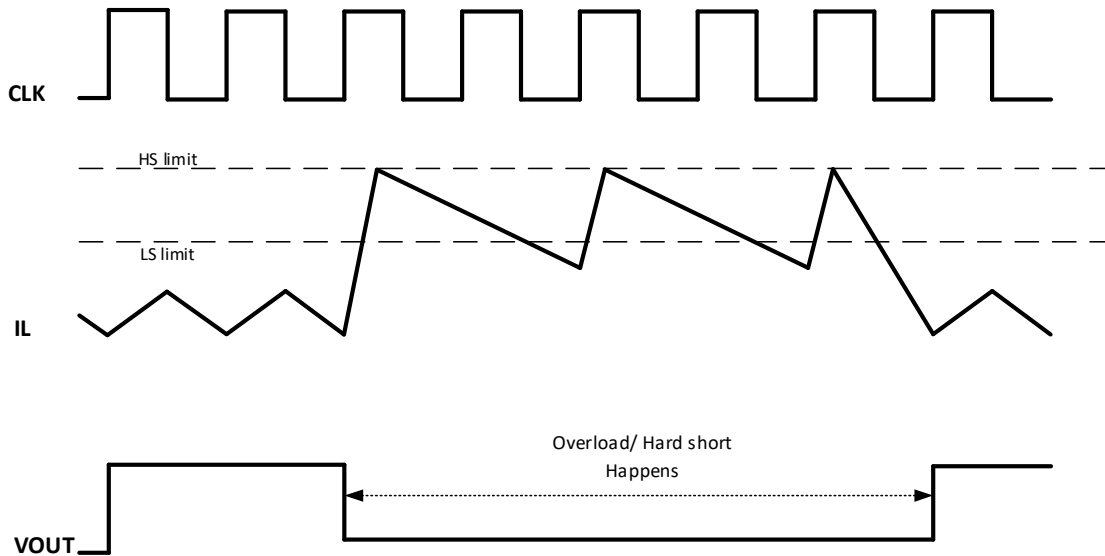 CLK
HS limit
LS limit
IL
Overload/ Hard short
Happens
VOUT